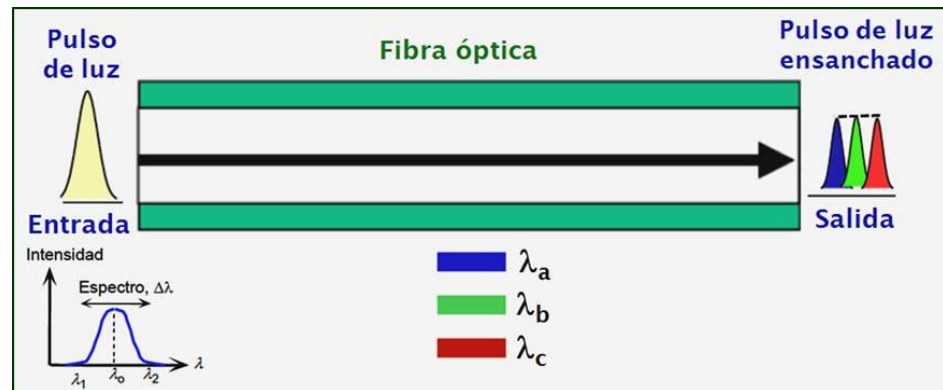 Pulso
de luz
Fibra óptica
Pulso de luz
ensanchado
Entrada
Salida
Intensidad
Espectro, Δλ
λ₁
λₒ
λ₂
λ
λa
λb
λc